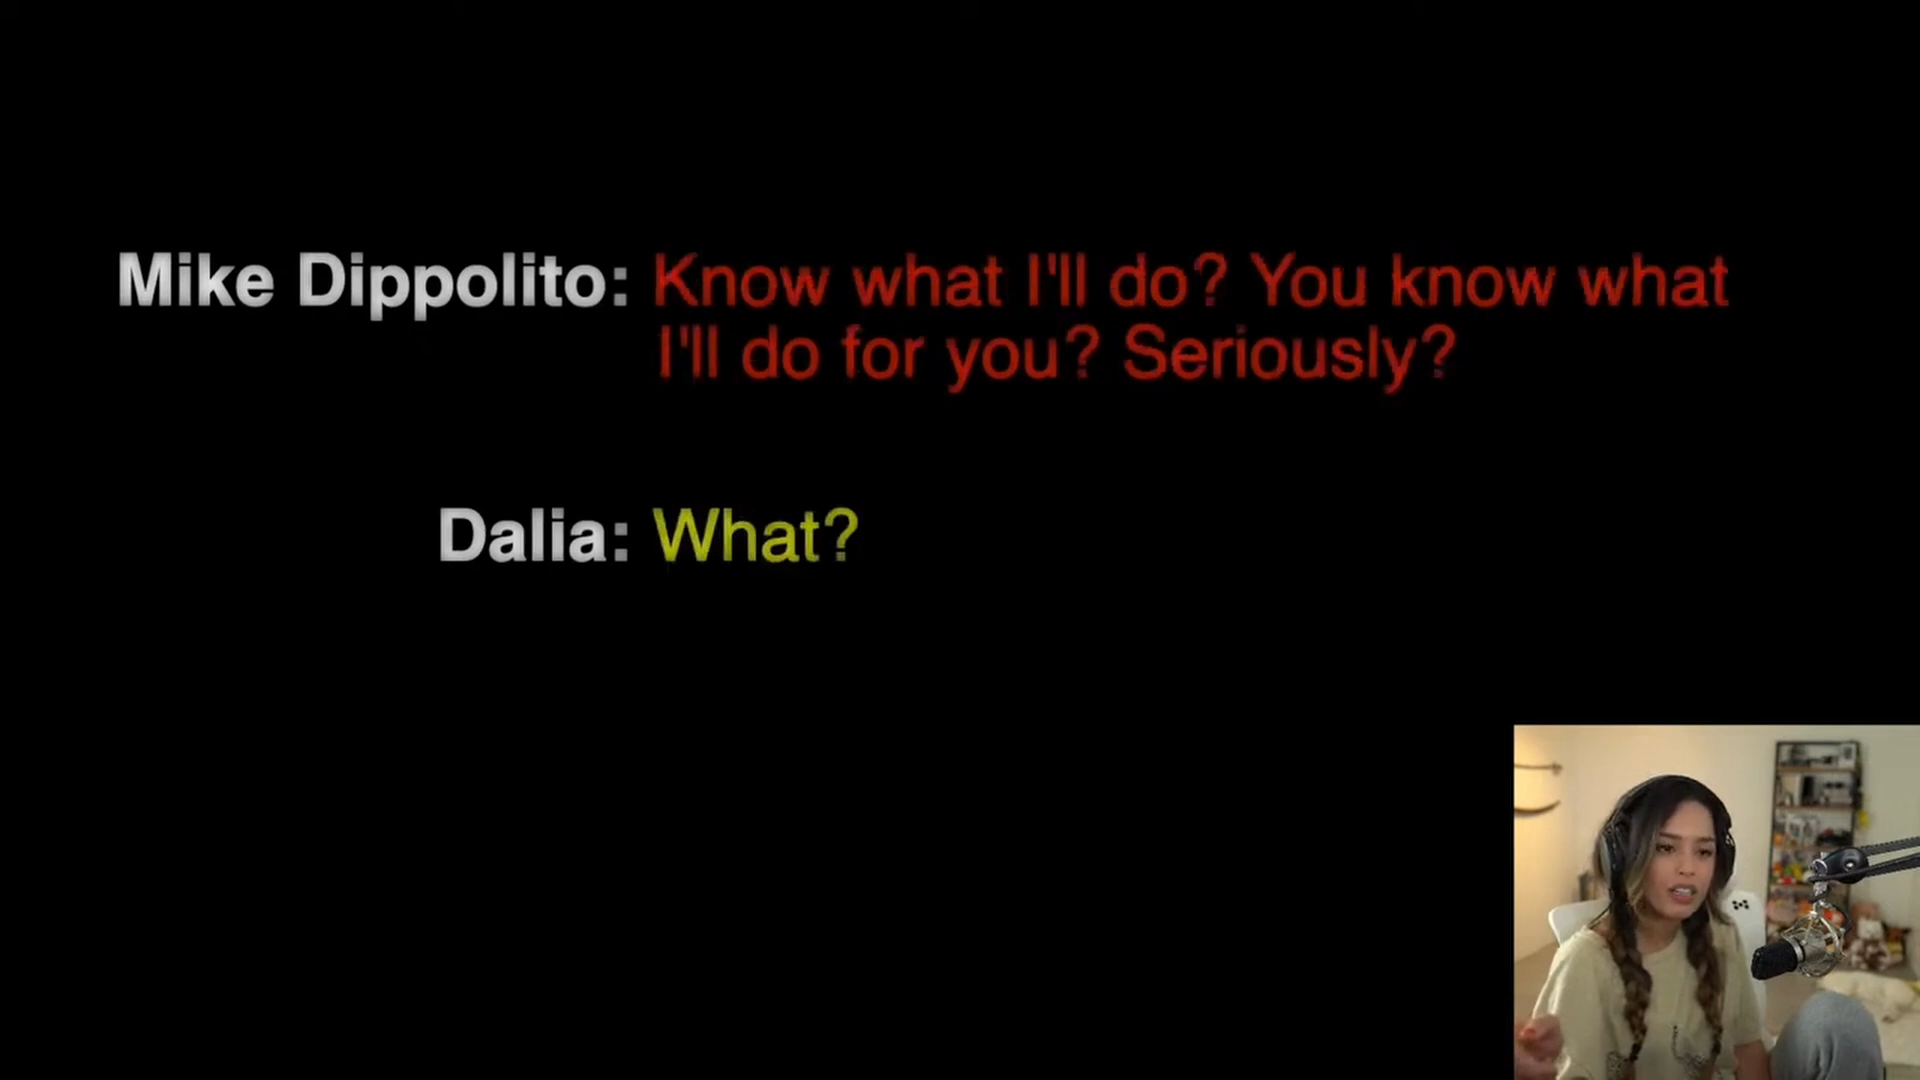 Mike Dippolito: Know what I'll do? You know what
I'll do for you? Seriously?
Dalia: What?